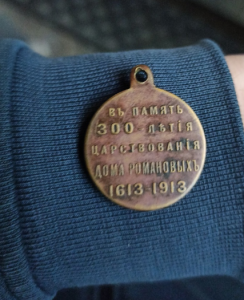 ВЪ ПАМЯТЬ
300 ЛѢТІЯ
ЦАРСТВОВАНІЯ
ДОМА РОМАНОВЫХЪ
1613-1913